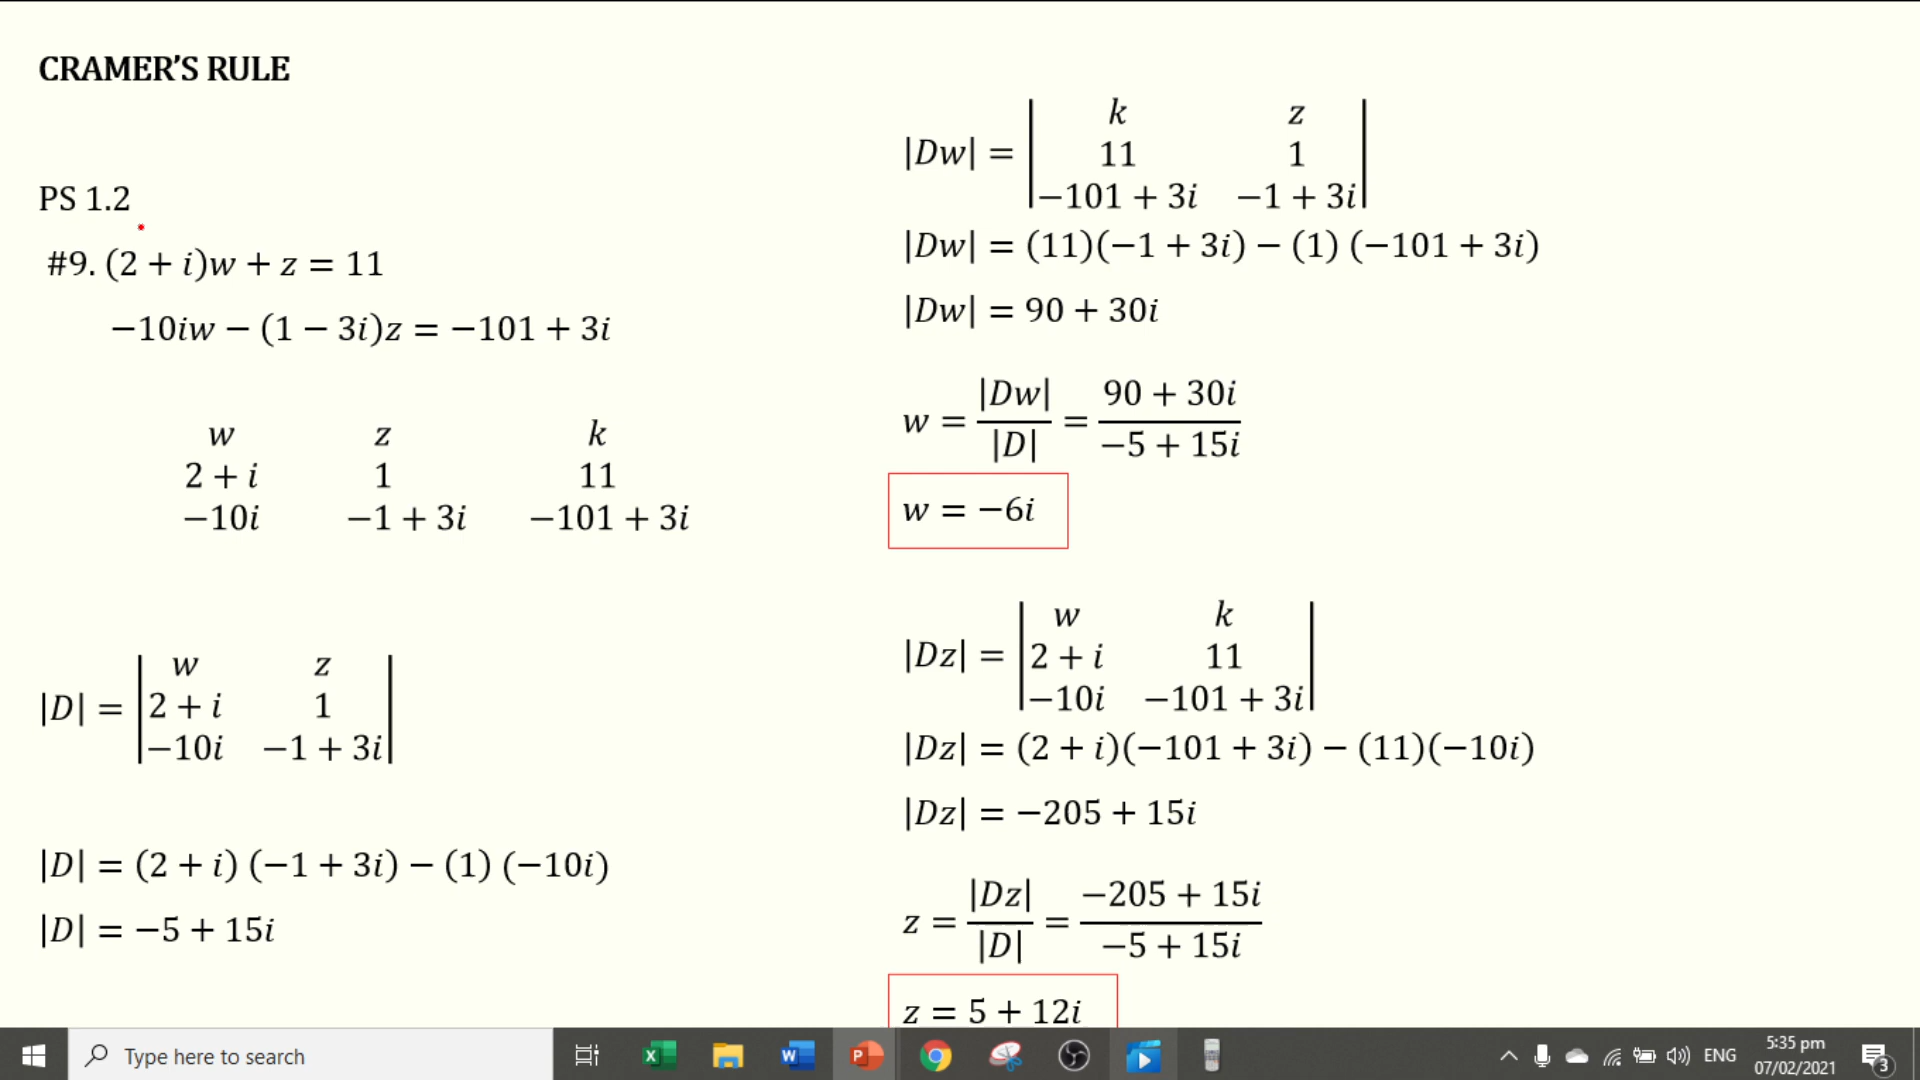 CRAMER'S RULE
PS 1.2
#9. (2 + i)w + z = 11
−10iw − (1 − 3i)z = −101 + 3i
w z k
2 + i 1 11
−10i −1 + 3i −101 + 3i
|D| = | w z
2 + i 1
−10i −1 + 3i |
|D| = (2 + i) (−1 + 3i) − (1) (−10i)
|D| = −5 + 15i
|Dw| = | k z
11 1
−101 + 3i −1 + 3i |
|Dw| = (11)(−1 + 3i) − (1) (−101 + 3i)
|Dw| = 90 + 30i
w = |Dw| / |D| = 90 + 30i / −5 + 15i
w = −6i
|Dz| = | w k
2 + i 11
−10i −101 + 3i |
|Dz| = (2 + i)(−101 + 3i) − (11)(−10i)
|Dz| = −205 + 15i
z = |Dz| / |D| = −205 + 15i / −5 + 15i
z = 5 + 12i
Type here to search
ENG
5:35 pm
07/02/2021
3